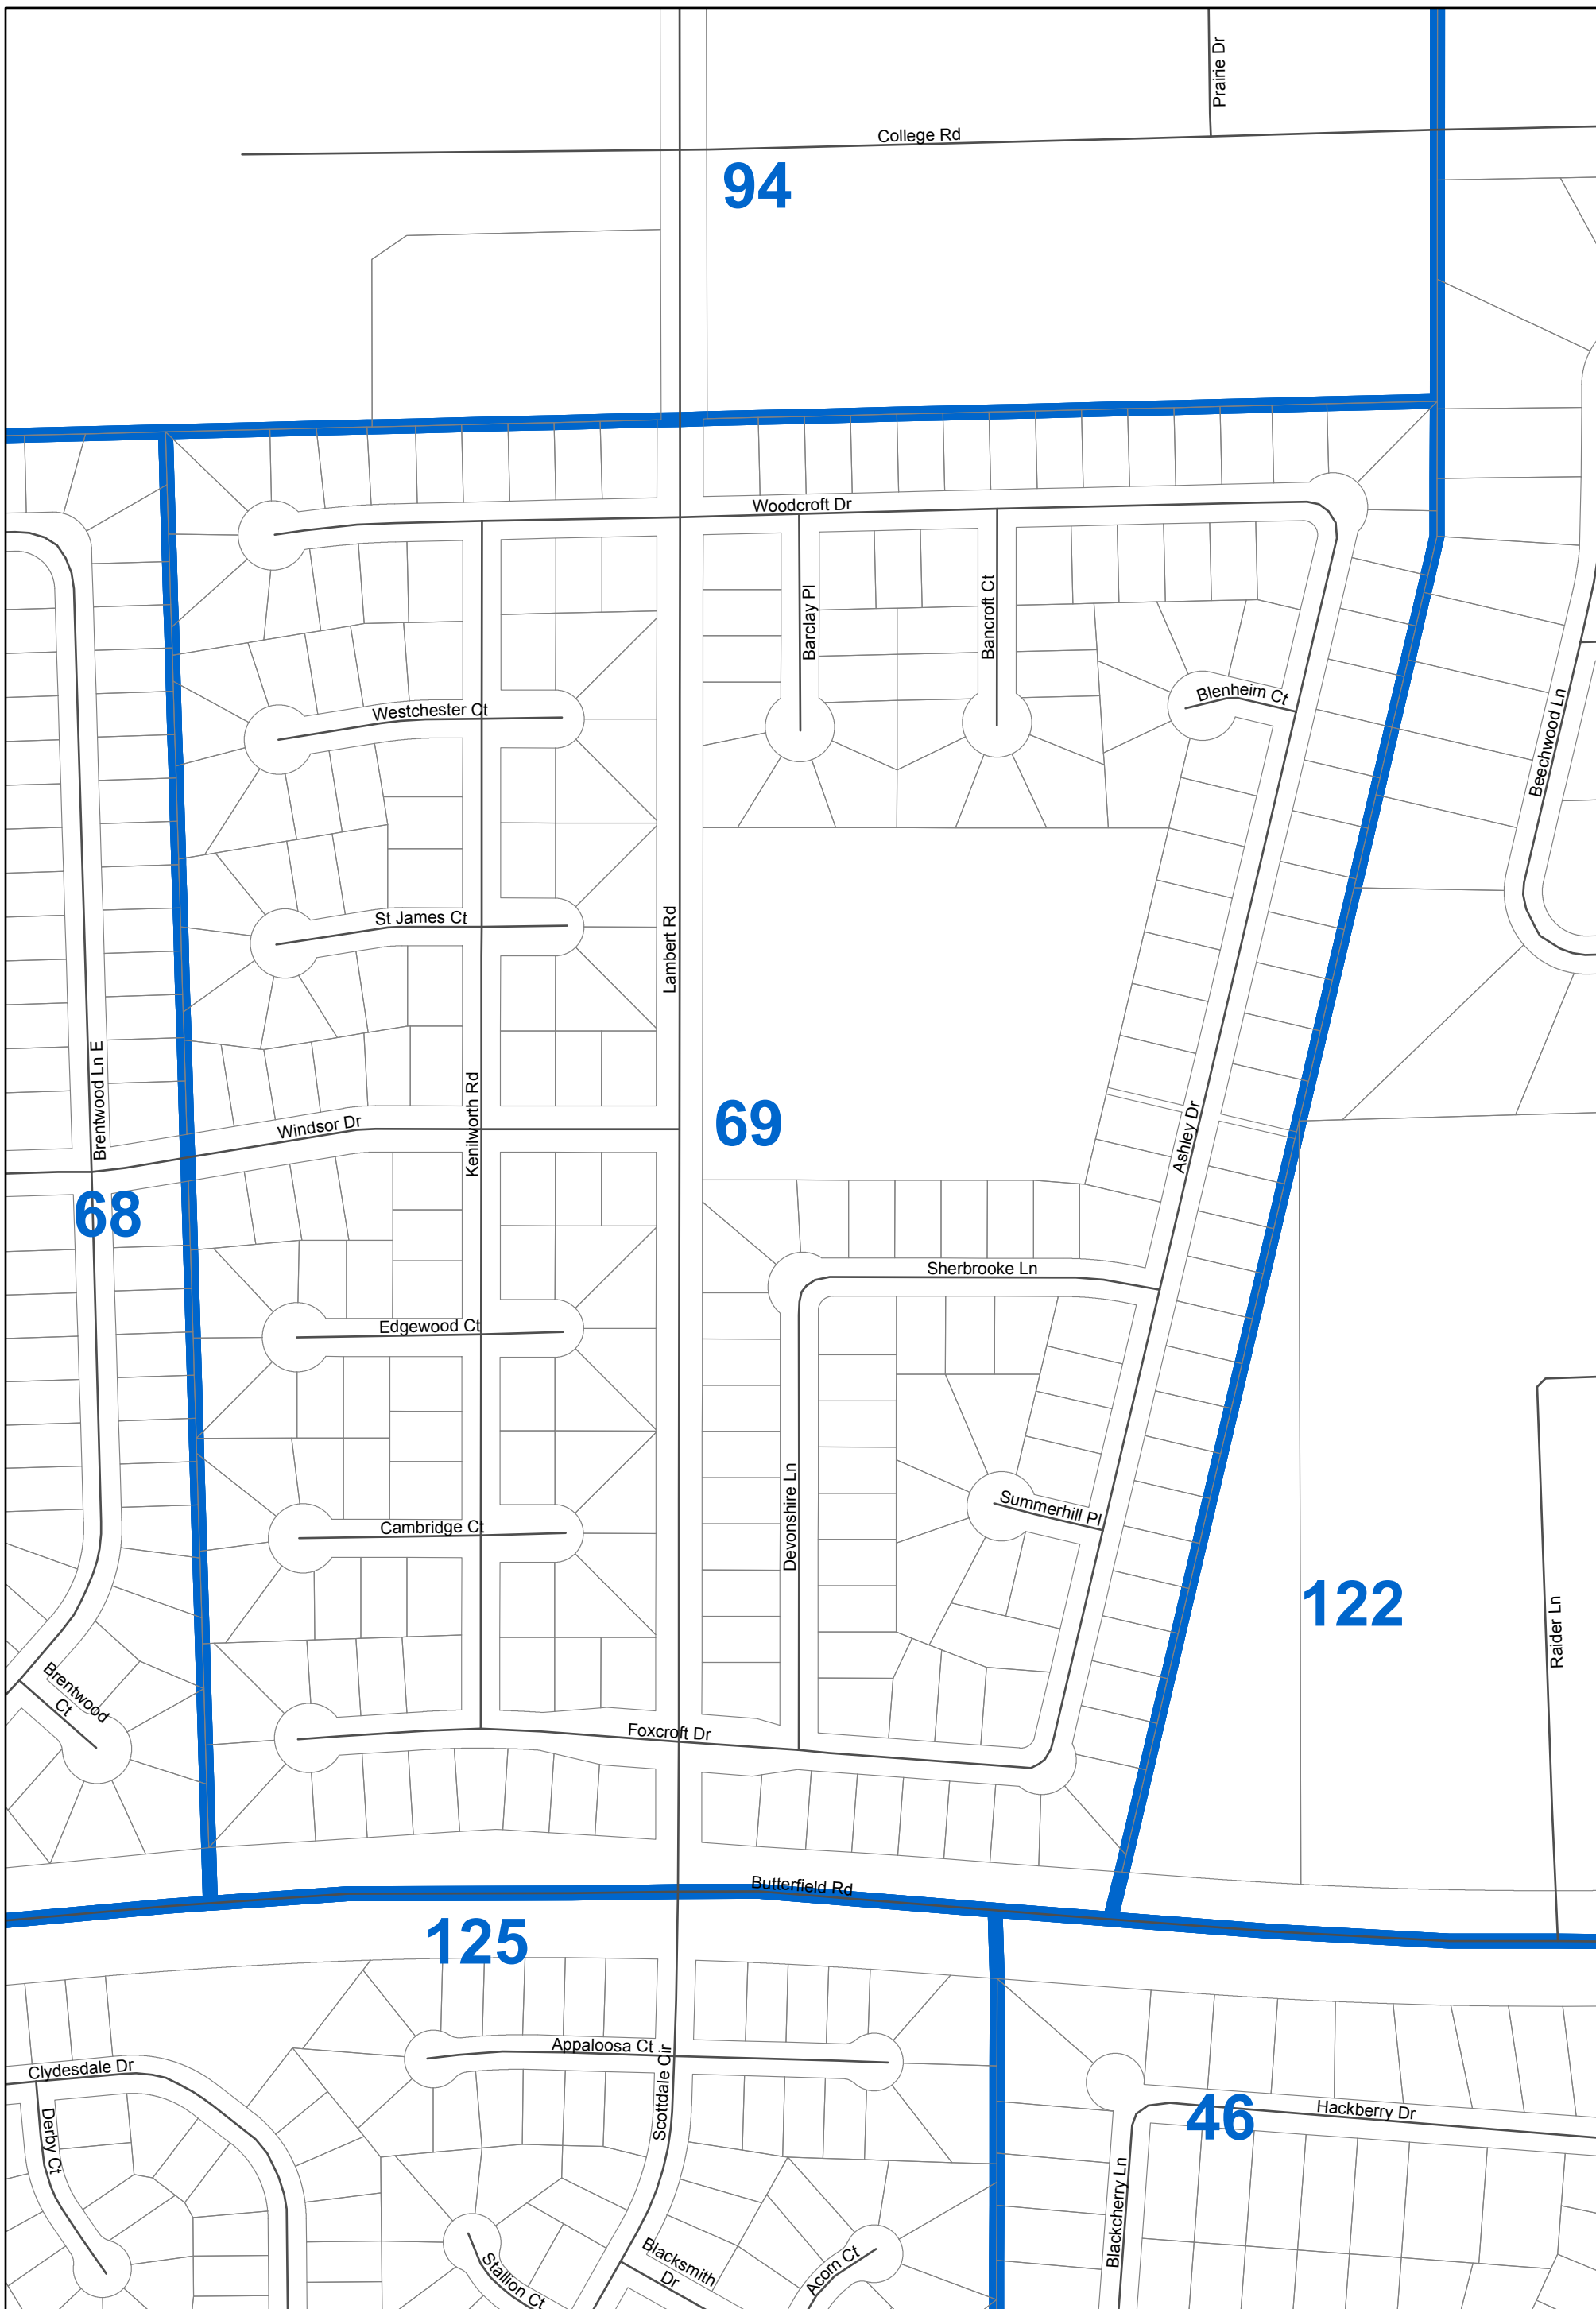 Prairie Dr
College Rd
94
Woodcroft Dr
Barclay Pl
Bancroft Ct
Blenheim Ct
Westchester Ct
Beechwood Ln
St James Ct
Lambert Rd
Brentwood Ln E
Kenilworth Rd
Windsor Dr
69
Ashley Dr
68
Sherbrooke Ln
Edgewood Ct
Devonshire Ln
Summerhill Pl
Cambridge Ct
122
Raider Ln
Brentwood
Ct
Foxcroft Dr
Butterfield Rd
125
Appaloosa Ct
Scottdale Cir
Clydesdale Dr
Derby Ct
46
Hackberry Dr
Blackcherry Ln
Stallion Ct
Blacksmith
Dr
Acorn Ct